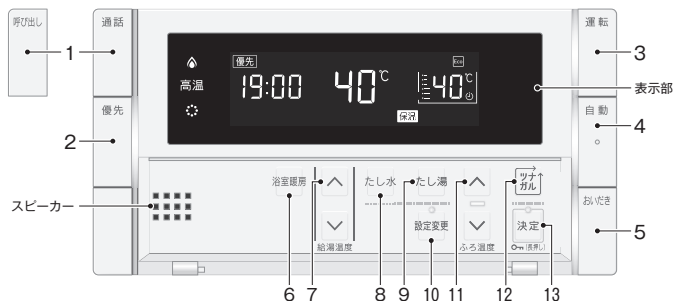 呼び出し
通話
運転
1
3
優先
Eco
高温
19:00
40℃
40℃
保温
表示部
優先
自動
2
4
浴室暖房
たし水
たし湯
ツナガル
おいだき
スピーカー
設定変更
決定
給湯温度
ふろ温度
(長押し)
5
6
7
8
9
10
11
12
13